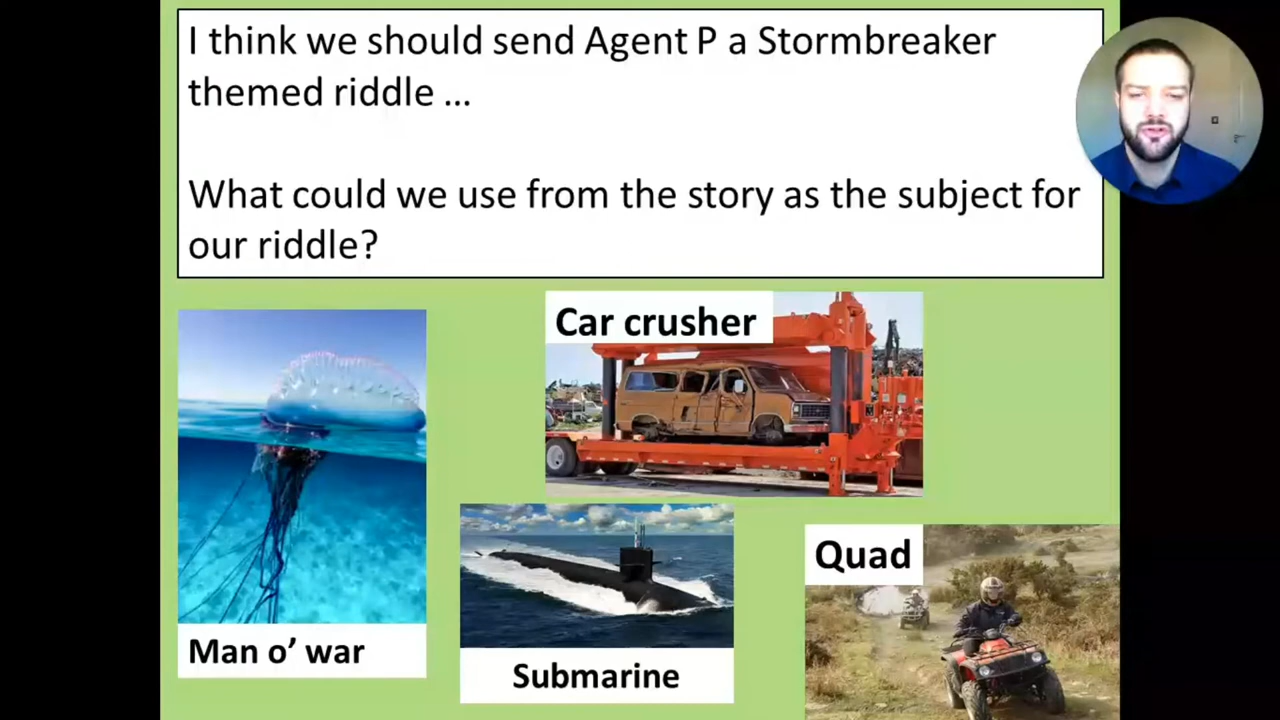 I think we should send Agent P a Stormbreaker
themed riddle ...
What could we use from the story as the subject for
our riddle?
Car crusher
Quad
Man o’ war
Submarine